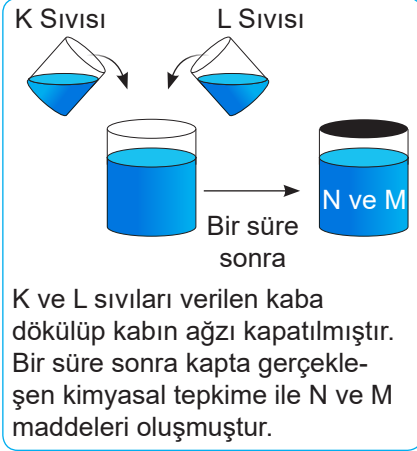 K Sıvısı L Sıvısı
N ve M
Bir süre
sonra
K ve L sıvıları verilen kaba
dökülüp kabın ağzı kapatılmıştır.
Bir süre sonra kapta gerçekle-
şen kimyasal tepkime ile N ve M
maddeleri oluşmuştur.